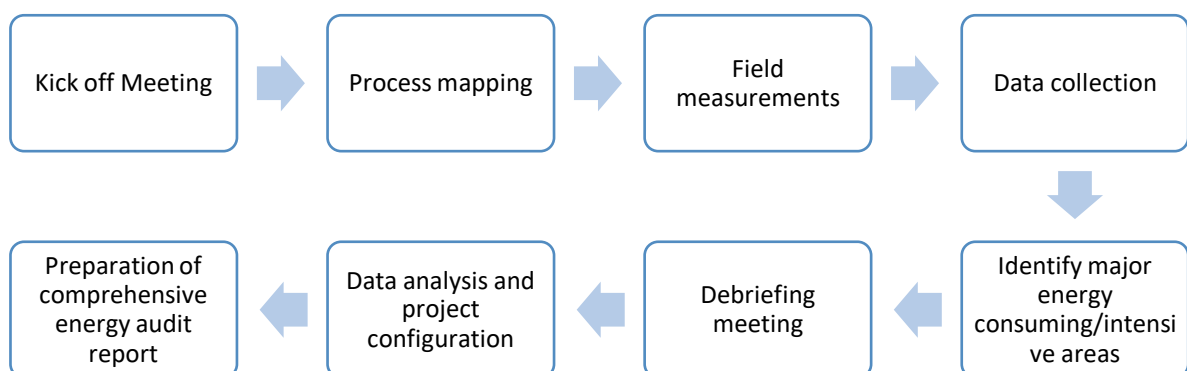 Kick off Meeting
Process mapping
Field
measurements
Data collection
Identify major
energy
consuming/intensi
ve areas
Debriefing
meeting
Data analysis and
project
configuration
Preparation of
comprehensive
energy audit
report